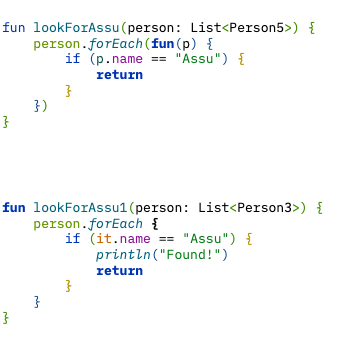 fun lookForAssu(person: List<Person5>) {
    person.forEach(fun(p) {
        if (p.name == "Assu") {
            return
        }
    })
}
fun lookForAssu1(person: List<Person3>) {
    person.forEach {
        if (it.name == "Assu") {
            println("Found!")
            return
        }
    }
}